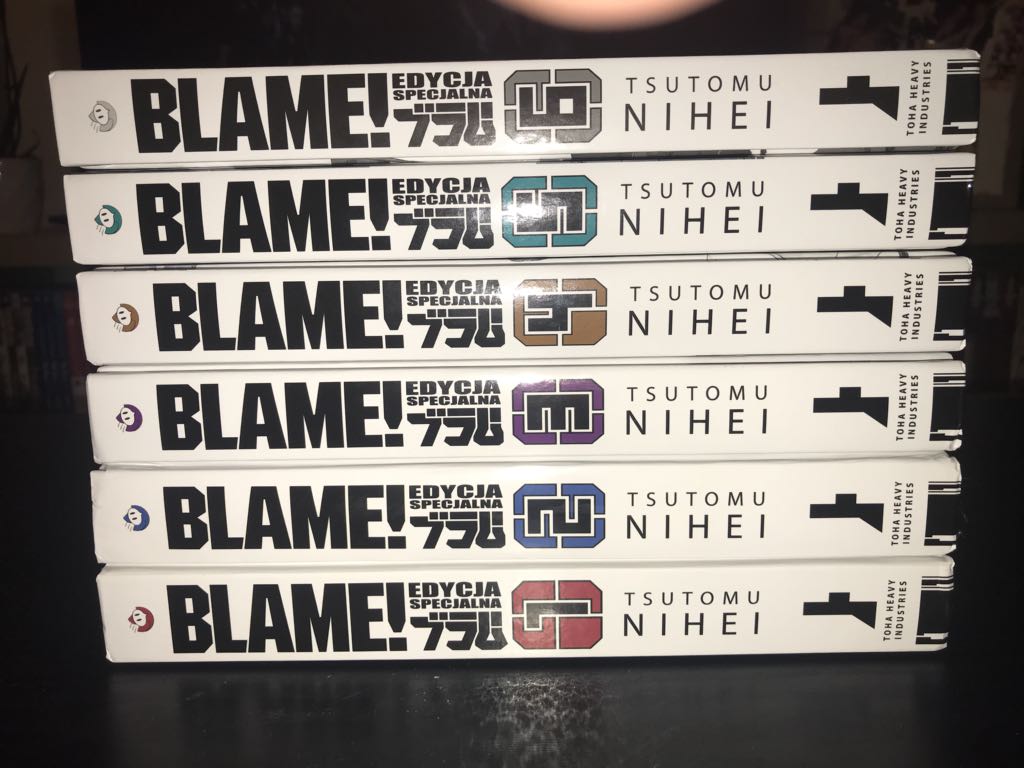 BLAME!
EDYCJA
SPECJALNA
ブラム
6
TSUTOMU
NIHEI
TOHA HEAVY
INDUSTRIES
BLAME!
EDYCJA
SPECJALNA
ブラム
5
TSUTOMU
NIHEI
TOHA HEAVY
INDUSTRIES
BLAME!
EDYCJA
SPECJALNA
ブラム
4
TSUTOMU
NIHEI
TOHA HEAVY
INDUSTRIES
BLAME!
EDYCJA
SPECJALNA
ブラム
3
TSUTOMU
NIHEI
TOHA HEAVY
INDUSTRIES
BLAME!
EDYCJA
SPECJALNA
ブラム
2
TSUTOMU
NIHEI
TOHA HEAVY
INDUSTRIES
BLAME!
EDYCJA
SPECJALNA
ブラム
1
TSUTOMU
NIHEI
TOHA HEAVY
INDUSTRIES